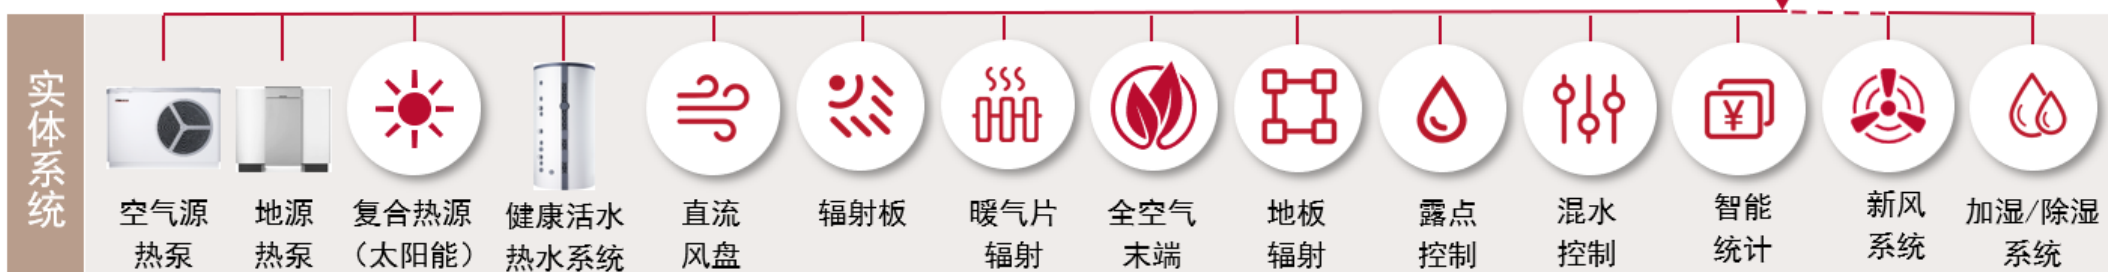 实体系统
空气源
热泵
地源
热泵
复合热源
（太阳能）
健康活水
热水系统
直流
风盘
辐射板
暖气片
辐射
全空气
末端
地板
辐射
露点
控制
混水
控制
¥
智能
统计
新风
系统
加湿/除湿
系统